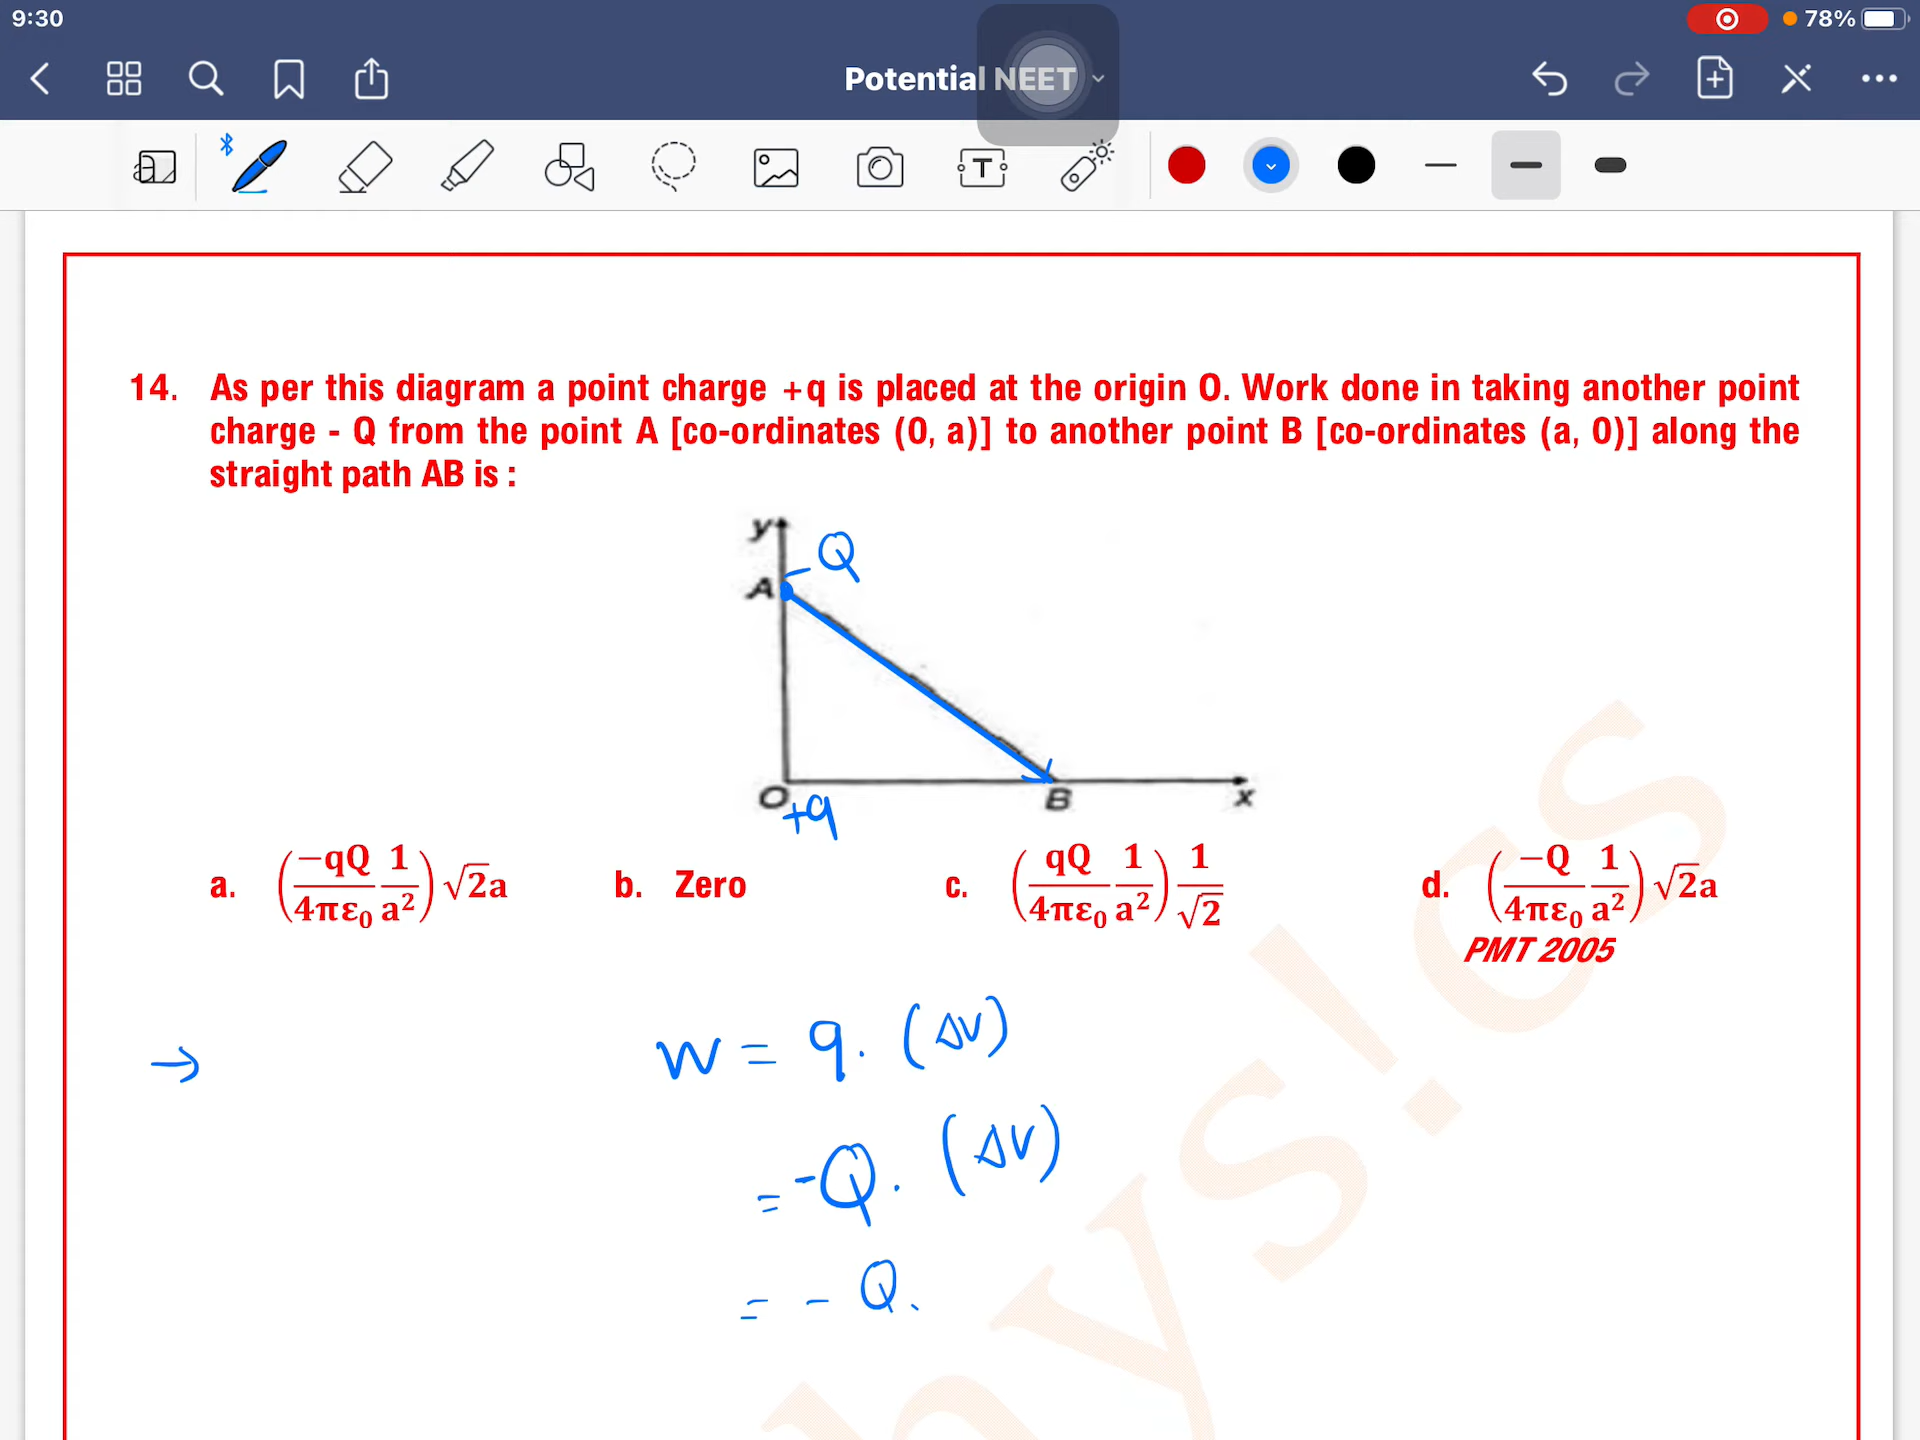 9:30
78%
Potential NEET
T
14. As per this diagram a point charge +q is placed at the origin O. Work done in taking another point
charge - Q from the point A [co-ordinates (0, a)] to another point B [co-ordinates (a, 0)] along the
straight path AB is :
y
-Q
A
O
+q
B
x
a. (−qQ/4πε₀ 1/a²) √2a b. Zero c. (qQ/4πε₀ 1/a²) 1/√2 d. (−Q/4πε₀ 1/a²) √2a
PMT 2005
→ W = q. (ΔV)
= -Q. (ΔV)
= - Q.
hys!cs